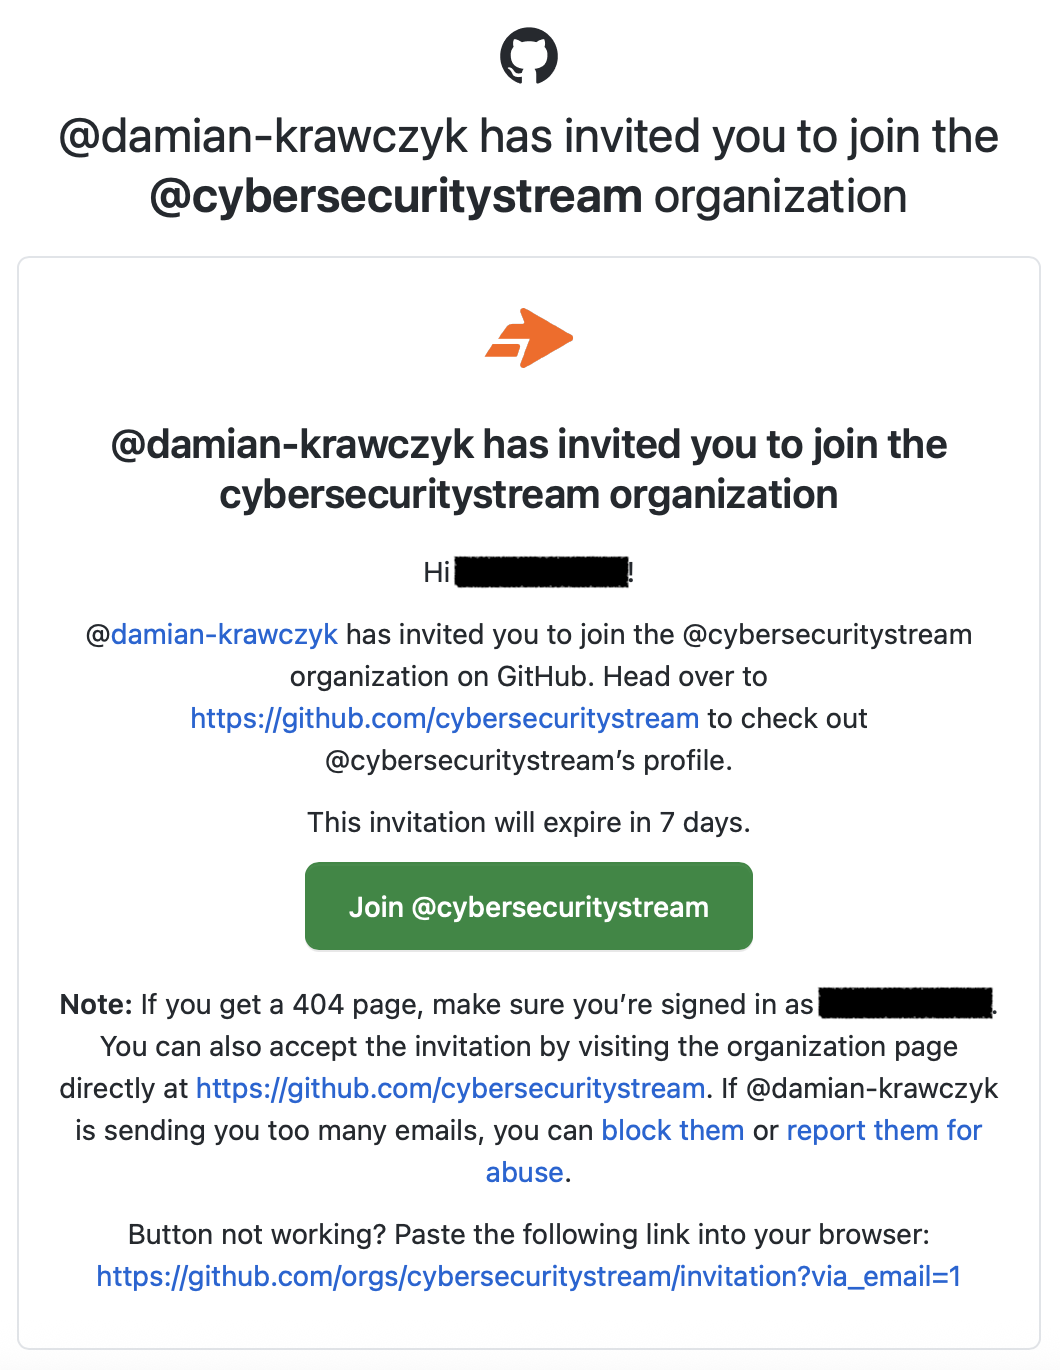 @damian-krawczyk has invited you to join the
@cybersecuritystream organization
@damian-krawczyk has invited you to join the
cybersecuritystream organization
Hi !
@damian-krawczyk has invited you to join the @cybersecuritystream
organization on GitHub. Head over to
https://github.com/cybersecuritystream to check out
@cybersecuritystream’s profile.
This invitation will expire in 7 days.
Join @cybersecuritystream
Note: If you get a 404 page, make sure you’re signed in as .
You can also accept the invitation by visiting the organization page
directly at https://github.com/cybersecuritystream. If @damian-krawczyk
is sending you too many emails, you can block them or report them for
abuse.
Button not working? Paste the following link into your browser:
https://github.com/orgs/cybersecuritystream/invitation?via_email=1